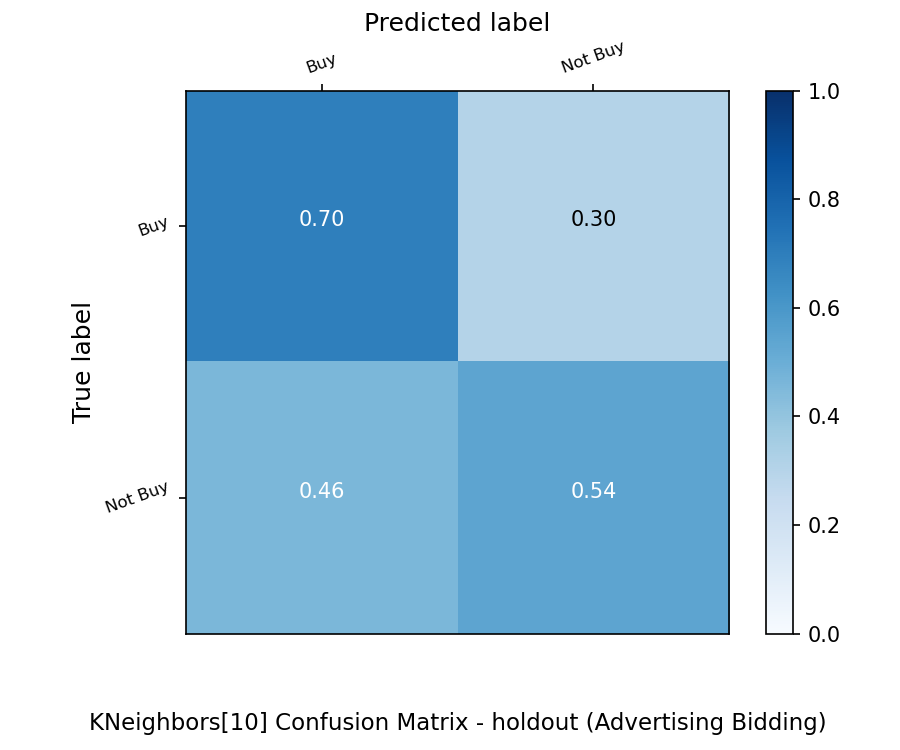 Predicted label
Buy
Not Buy
1.0
0.8
0.6
0.4
0.2
0.0
True label
Buy
0.70
0.30
Not Buy
0.46
0.54
KNeighbors[10] Confusion Matrix - holdout (Advertising Bidding)